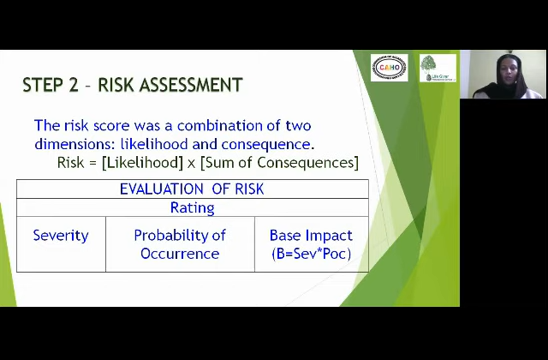 CAHO
STEP 2 – RISK ASSESSMENT
The risk score was a combination of two
dimensions: likelihood and consequence.
Risk = [Likelihood] x [Sum of Consequences]
EVALUATION OF RISK
Rating
Severity
Probability of
Occurrence
Base Impact
(B=Sev*Poc)